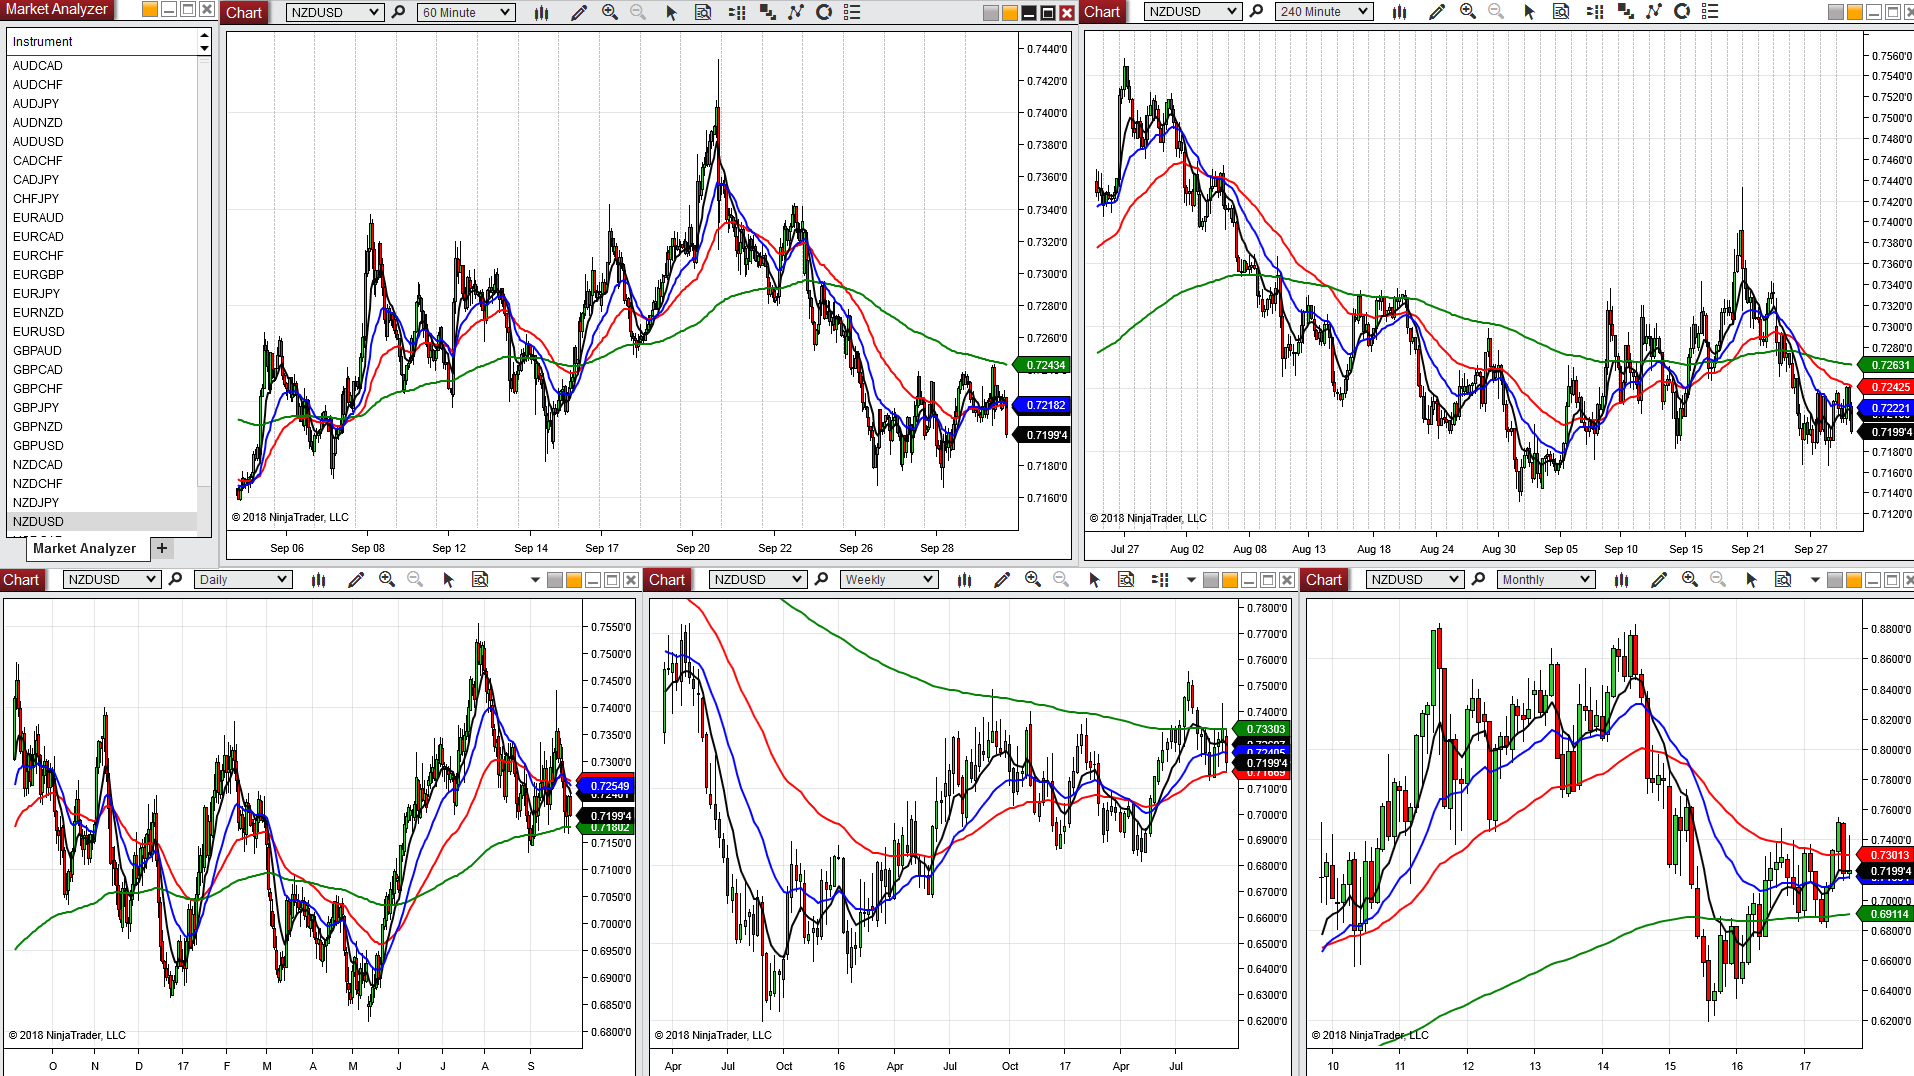 Market Analyzer
Instrument
AUDCAD
AUDCHF
AUDJPY
AUDNZD
AUDUSD
CADCHF
CADJPY
CHFJPY
EURAUD
EURCAD
EURCHF
EURGBP
EURJPY
EURNZD
EURUSD
GBPAUD
GBPCAD
GBPCHF
GBPJPY
GBPNZD
GBPUSD
NZDCAD
NZDCHF
NZDJPY
NZDUSD
Market Analyzer +
Chart NZDUSD 60 Minute
0.7440'0
0.7420'0
0.7400'0
0.7380'0
0.7360'0
0.7340'0
0.7320'0
0.7300'0
0.7280'0
0.7260'0
0.72434
0.72182
0.7199'4
0.7180'0
0.7160'0
© 2018 NinjaTrader, LLC
Sep 06 Sep 08 Sep 12 Sep 14 Sep 17 Sep 20 Sep 22 Sep 26 Sep 28
Chart NZDUSD 240 Minute
0.7560'0
0.7540'0
0.7520'0
0.7500'0
0.7480'0
0.7460'0
0.7440'0
0.7420'0
0.7400'0
0.7380'0
0.7360'0
0.7340'0
0.7320'0
0.7300'0
0.7280'0
0.72631
0.72425
0.72221
0.7199'4
0.7180'0
0.7160'0
0.7140'0
0.7120'0
© 2018 NinjaTrader, LLC
Jul 27 Aug 02 Aug 08 Aug 13 Aug 18 Aug 24 Aug 30 Sep 05 Sep 10 Sep 15 Sep 21 Sep 27
Chart NZDUSD Daily
0.7550'0
0.7500'0
0.7450'0
0.7400'0
0.7350'0
0.7300'0
0.72549
0.7199'4
0.71802
0.7150'0
0.7100'0
0.7050'0
0.7000'0
0.6950'0
0.6900'0
0.6850'0
0.6800'0
© 2018 NinjaTrader, LLC
O N D 17 F M A M J J A S
Chart NZDUSD Weekly
0.7800'0
0.7700'0
0.7600'0
0.7500'0
0.7400'0
0.73303
0.7199'4
0.7100'0
0.7000'0
0.6900'0
0.6800'0
0.6700'0
0.6600'0
0.6500'0
0.6400'0
0.6300'0
0.6200'0
© 2018 NinjaTrader, LLC
Apr Jul Oct 16 Apr Jul Oct 17 Apr Jul
Chart NZDUSD Monthly
0.8800'0
0.8600'0
0.8400'0
0.8200'0
0.8000'0
0.7800'0
0.7600'0
0.7400'0
0.73013
0.7199'4
0.7000'0
0.69114
0.6800'0
0.6600'0
0.6400'0
0.6200'0
© 2018 NinjaTrader, LLC
10 11 12 13 14 15 16 17